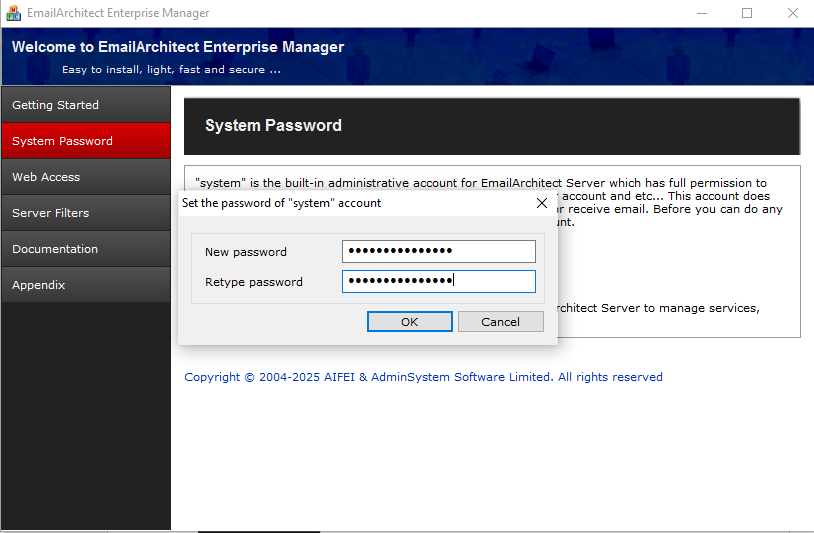 EmailArchitect Enterprise Manager
Welcome to EmailArchitect Enterprise Manager
Easy to install, light, fast and secure ...
Getting Started
System Password
Web Access
Server Filters
Documentation
Appendix
System Password
"system" is the built-in administrative account for EmailArchitect Server which has full permission to
account and etc... This account does
or receive email. Before you can do any
Set the password of "system" account
New password
•••••••••••••••
Retype password
•••••••••••••••
OK
Cancel
Architect Server to manage services,
Copyright © 2004-2025 AIFEI & AdminSystem Software Limited. All rights reserved